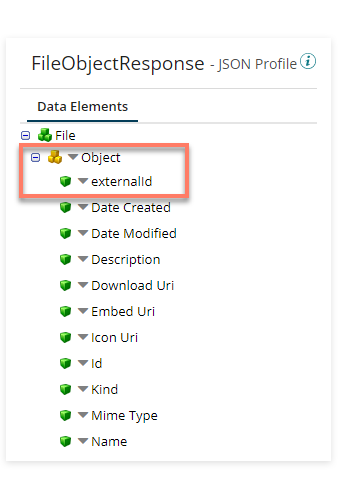 FileObjectResponse - JSON Profile i
Data Elements
File
Object
externalId
Date Created
Date Modified
Description
Download Uri
Embed Uri
Icon Uri
Id
Kind
Mime Type
Name